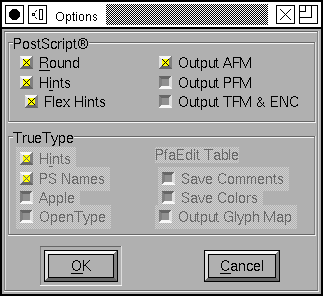 Options
PostScript®
Round
Output AFM
Hints
Output PFM
Flex Hints
Output TFM & ENC
TrueType
Hints
PfaEdit Table
PS Names
Save Comments
Apple
Save Colors
OpenType
Output Glyph Map
OK
Cancel